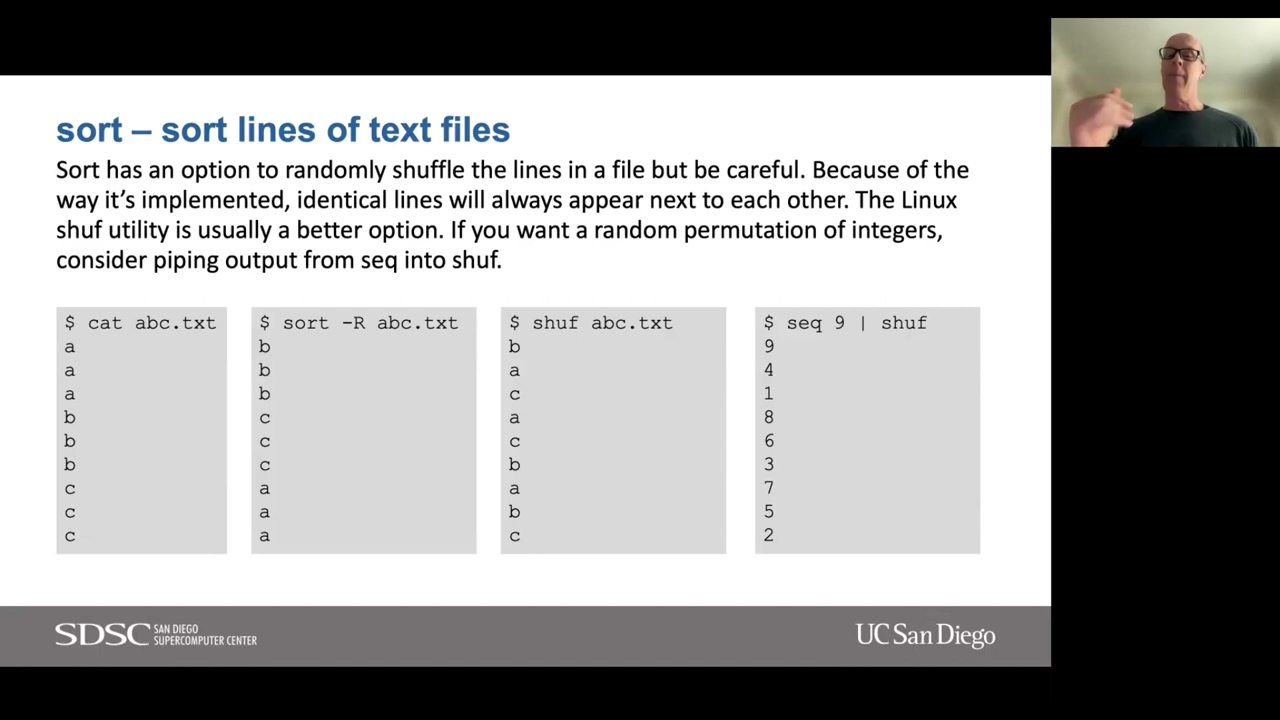 sort – sort lines of text files
Sort has an option to randomly shuffle the lines in a file but be careful. Because of the
way it’s implemented, identical lines will always appear next to each other. The Linux
shuf utility is usually a better option. If you want a random permutation of integers,
consider piping output from seq into shuf.
$ cat abc.txt
a
a
a
b
b
b
c
c
c
$ sort -R abc.txt
b
b
b
c
c
c
a
a
a
$ shuf abc.txt
b
a
c
a
c
b
a
b
c
$ seq 9 | shuf
9
4
1
8
6
3
7
5
2
SDSC
SAN DIEGO
SUPERCOMPUTER CENTER
UC San Diego